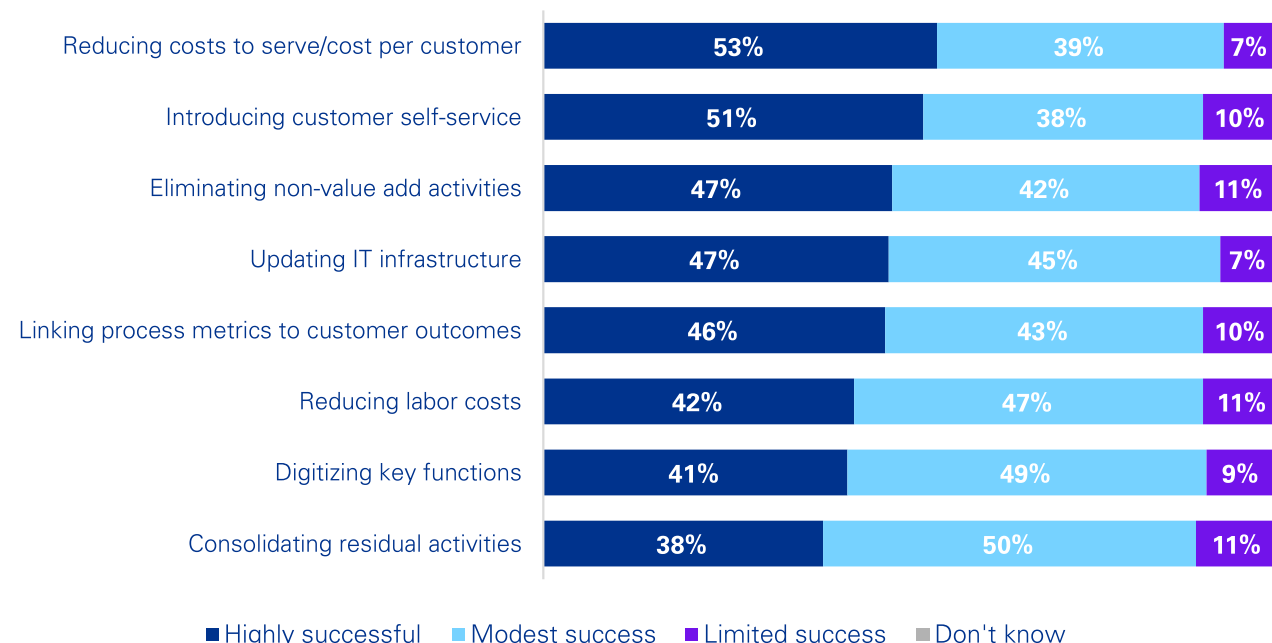 Reducing costs to serve/cost per customer 53% 39% 7%
Introducing customer self-service 51% 38% 10%
Eliminating non-value add activities 47% 42% 11%
Updating IT infrastructure 47% 45% 7%
Linking process metrics to customer outcomes 46% 43% 10%
Reducing labor costs 42% 47% 11%
Digitizing key functions 41% 49% 9%
Consolidating residual activities 38% 50% 11%
Highly successful Modest success Limited success Don't know